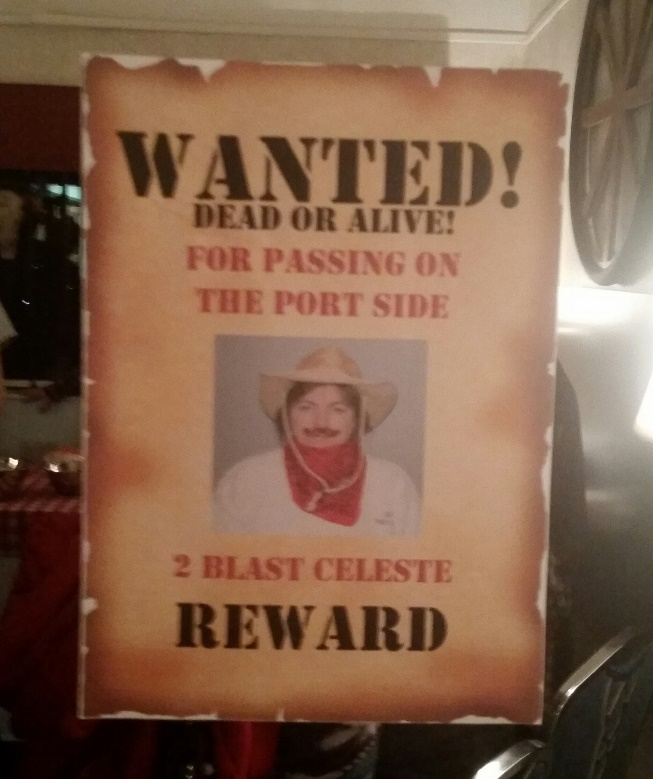 WANTED!
DEAD OR ALIVE!
FOR PASSING ON
THE PORT SIDE
2 BLAST CELESTE
REWARD